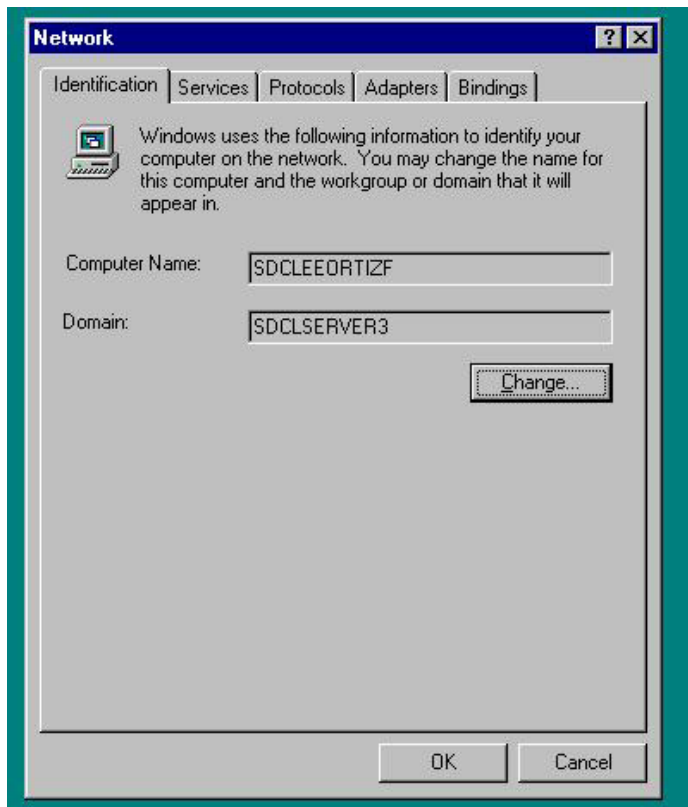 Network
Identification Services Protocols Adapters Bindings
Windows uses the following information to identify your
computer on the network. You may change the name for
this computer and the workgroup or domain that it will
appear in.
Computer Name: SDCLEEORTIZF
Domain: SDCLSERVER3
Change...
OK Cancel